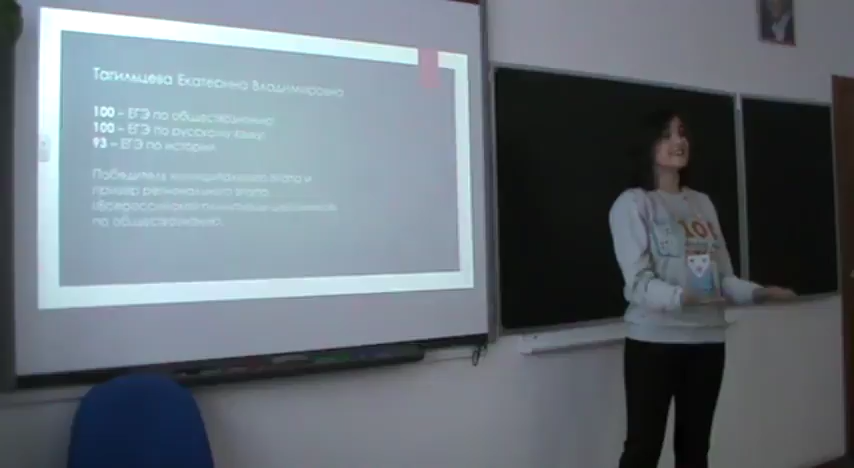 Тагильцева Екатерина Владимировна
100 – ЕГЭ по обществознанию;
100 – ЕГЭ по русскому языку;
93 – ЕГЭ по истории.
Победитель муниципального этапа и
призер регионального этапа
Всероссийской олимпиады школьников
по обществознанию.